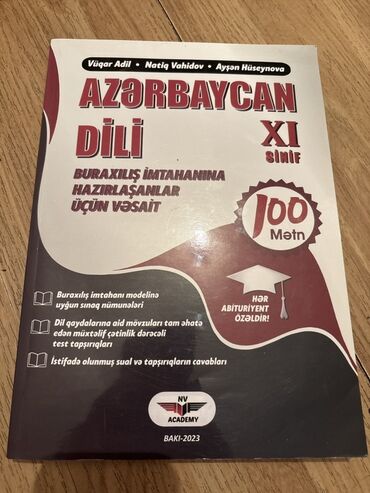 Vüqar Adil • Natiq Vahidov • Ayşən Hüseynova
AZƏRBAYCAN
DİLİ
XI
SİNİF
BURAXILIŞ İMTAHANINA
HAZIRLAŞANLAR
ÜÇÜN VƏSAİT
100
Mətn
HƏR
ABİTURİYENT
ÖZƏLDİR!
Buraxılış imtahanı modelinə
uyğun sınaq nümunələri
Dil qaydalarına aid mövzuları tam əhatə
edən müxtəlif çətinlik dərəcəli
test tapşırıqları
İstifadə olunmuş sual və tapşırıqların cavabları
NV
ACADEMY
BAKI-2023